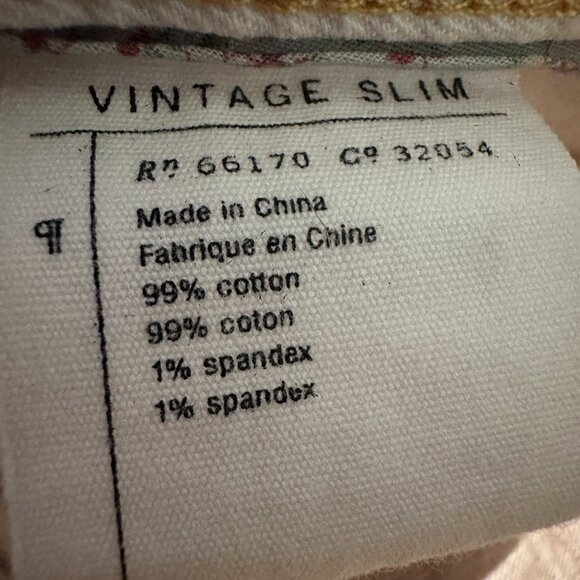 VINTAGE SLIM
Rn 66170 Co 32054
¶
Made in China
Fabrique en Chine
99% cotton
99% coton
1% spandex
1% spandex